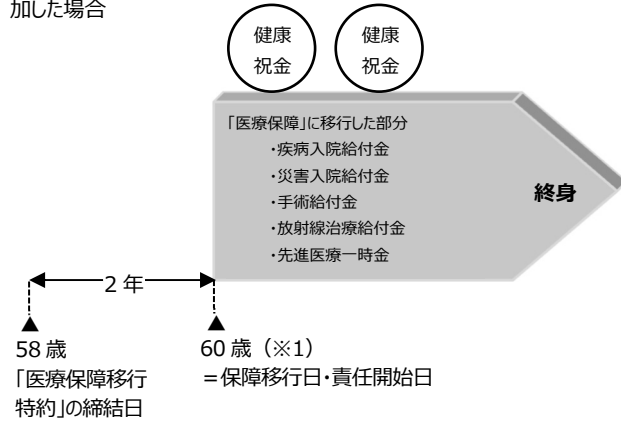 加した場合
健康
祝金
健康
祝金
「医療保障」に移行した部分
・疾病入院給付金
・災害入院給付金
・手術給付金
・放射線治療給付金
・先進医療一時金
終身
2年
58歳
「医療保障移行
特約」の締結日
60歳（※1）
＝保障移行日・責任開始日